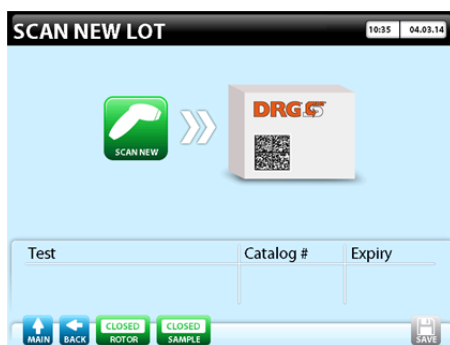 SCAN NEW LOT
10:35 04.03.14
SCAN NEW
DRG
Test Catalog # Expiry
MAIN BACK CLOSED ROTOR CLOSED SAMPLE SAVE